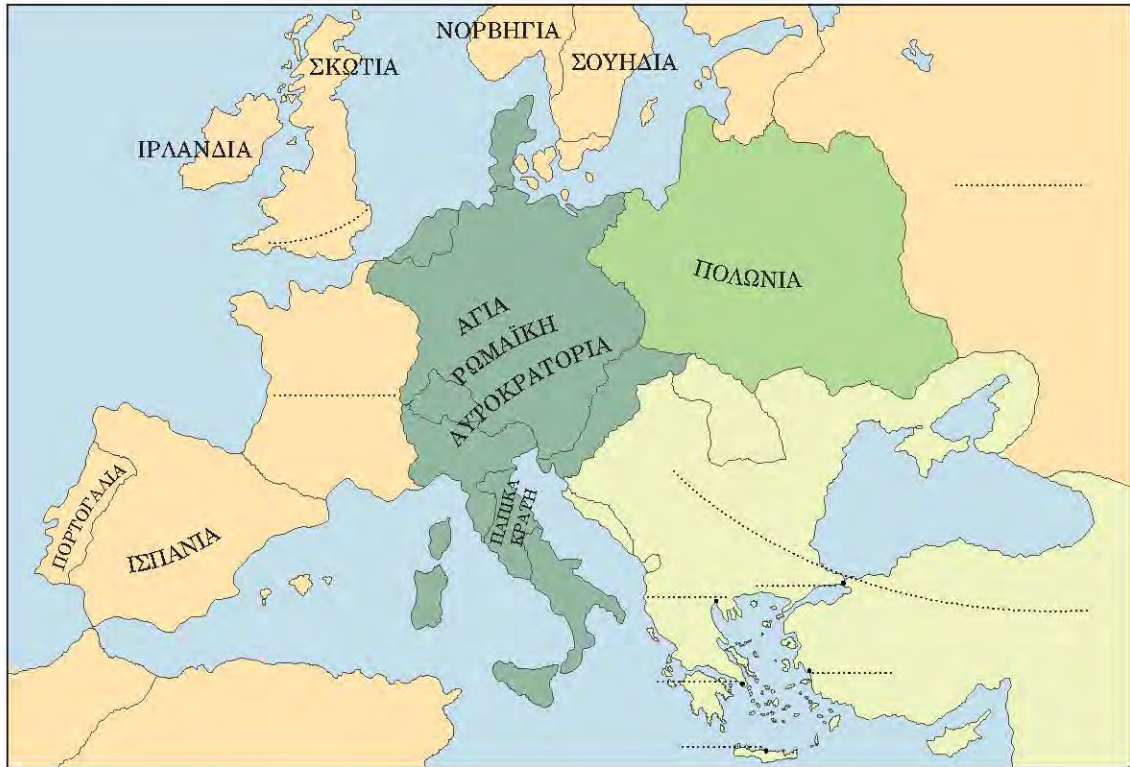 ΝΟΡΒΗΓΙΑ
ΣΚΩΤΙΑ
ΣΟΥΗΔΙΑ
ΙΡΛΑΝΔΙΑ
ΠΟΛΩΝΙΑ
ΑΓΙΑ
ΡΩΜΑΪΚΗ
ΑΥΤΟΚΡΑΤΟΡΙΑ
ΠΟΡΤΟΓΑΛΙΑ
ΙΣΠΑΝΙΑ
ΠΑΠΙΚΑ
ΚΡΑΤΗ